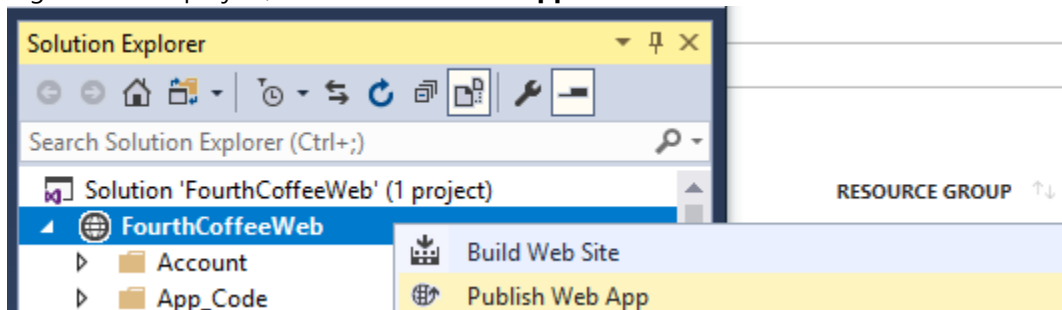 Solution Explorer
Search Solution Explorer (Ctrl+;)
Solution 'FourthCoffeeWeb' (1 project)
RESOURCE GROUP
FourthCoffeeWeb
Account
Build Web Site
App_Code
Publish Web App